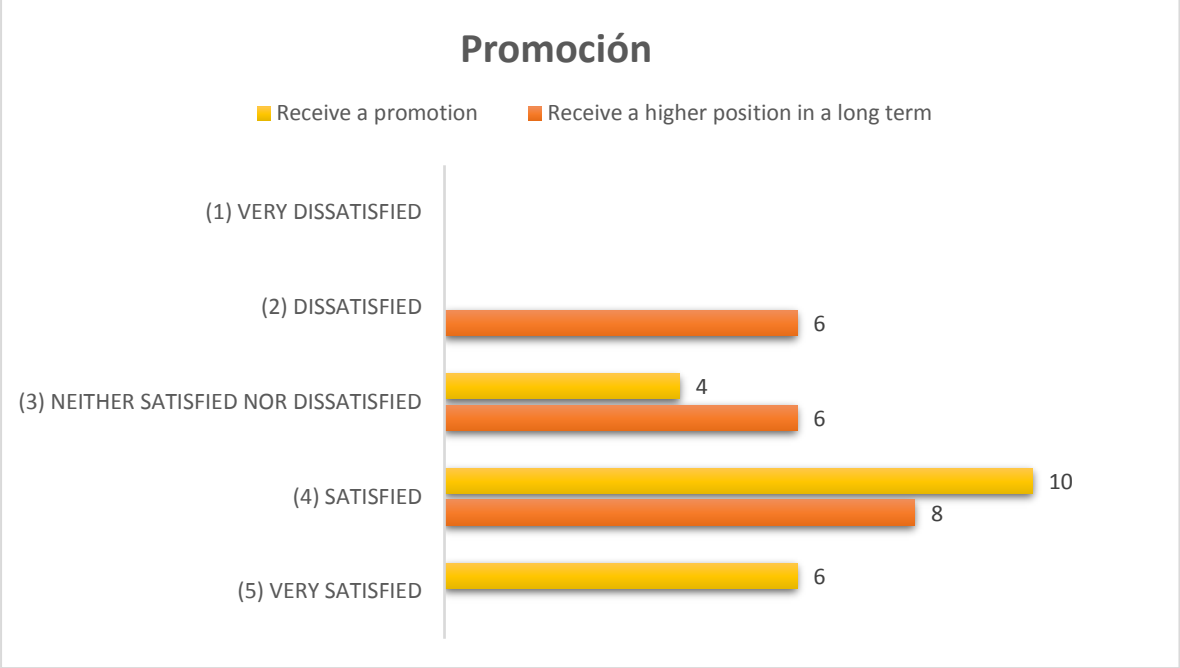 Promoción
Receive a promotion Receive a higher position in a long term
(1) VERY DISSATISFIED
(2) DISSATISFIED
6
(3) NEITHER SATISFIED NOR DISSATISFIED
4
6
(4) SATISFIED
10
8
(5) VERY SATISFIED
6